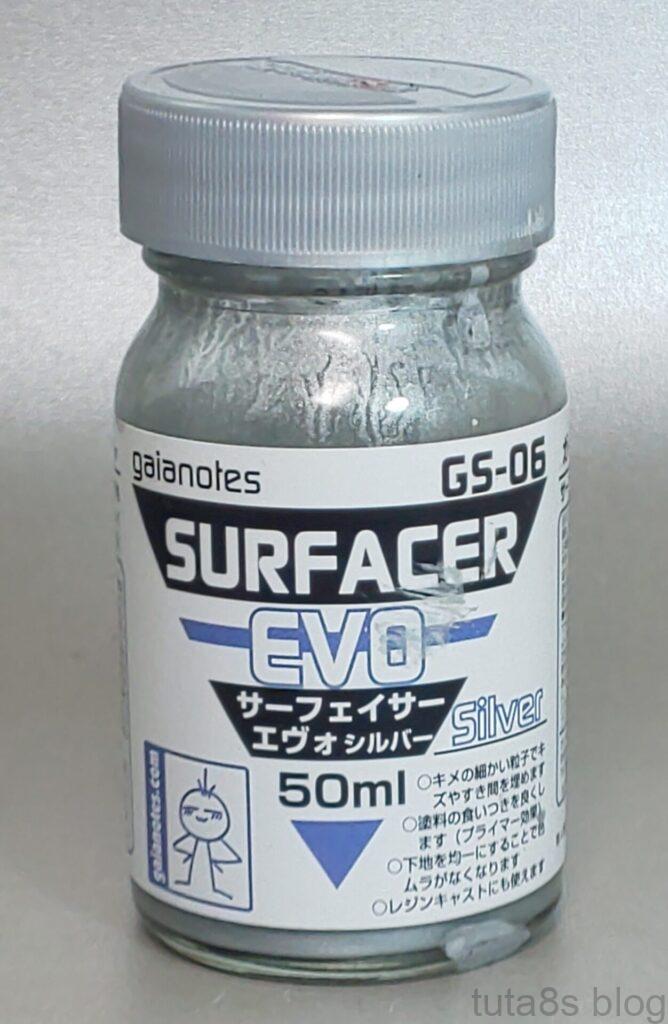 gaianotes
GS-06
SURFACER
EVO
サーフェイサー
エヴォ シルバー
Silver
50ml
○キメの細かい粒子でキ
ズやすき間を埋めます
○塗料の食いつきを良くし
ます（プライマー効果）
○下地を均一にすることで
ムラがなくなります
○レジンキャストにも使えます
gaianotes.com
tuta8s blog